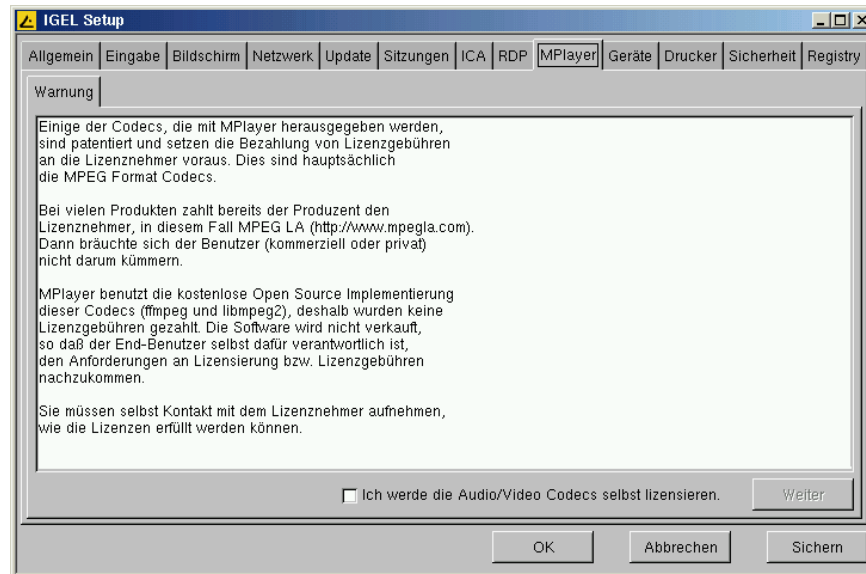 IGEL Setup
Allgemein Eingabe Bildschirm Netzwerk Update Sitzungen ICA RDP MPlayer Geräte Drucker Sicherheit Registry
Warnung
Einige der Codecs, die mit MPlayer herausgegeben werden,
sind patentiert und setzen die Bezahlung von Lizenzgebühren
an die Lizenznehmer voraus. Dies sind hauptsächlich
die MPEG Format Codecs.
Bei vielen Produkten zahlt bereits der Produzent den
Lizenznehmer, in diesem Fall MPEG LA (http://www.mpegla.com).
Dann bräuchte sich der Benutzer (kommerziell oder privat)
nicht darum kümmern.
MPlayer benutzt die kostenlose Open Source Implementierung
dieser Codecs (ffmpeg und libmpeg2), deshalb wurden keine
Lizenzgebühren gezahlt. Die Software wird nicht verkauft,
so daß der End-Benutzer selbst dafür verantwortlich ist,
den Anforderungen an Lizensierung bzw. Lizenzgebühren
nachzukommen.
Sie müssen selbst Kontakt mit dem Lizenznehmer aufnehmen,
wie die Lizenzen erfüllt werden können.
Ich werde die Audio/Video Codecs selbst lizensieren. Weiter
OK Abbrechen Sichern